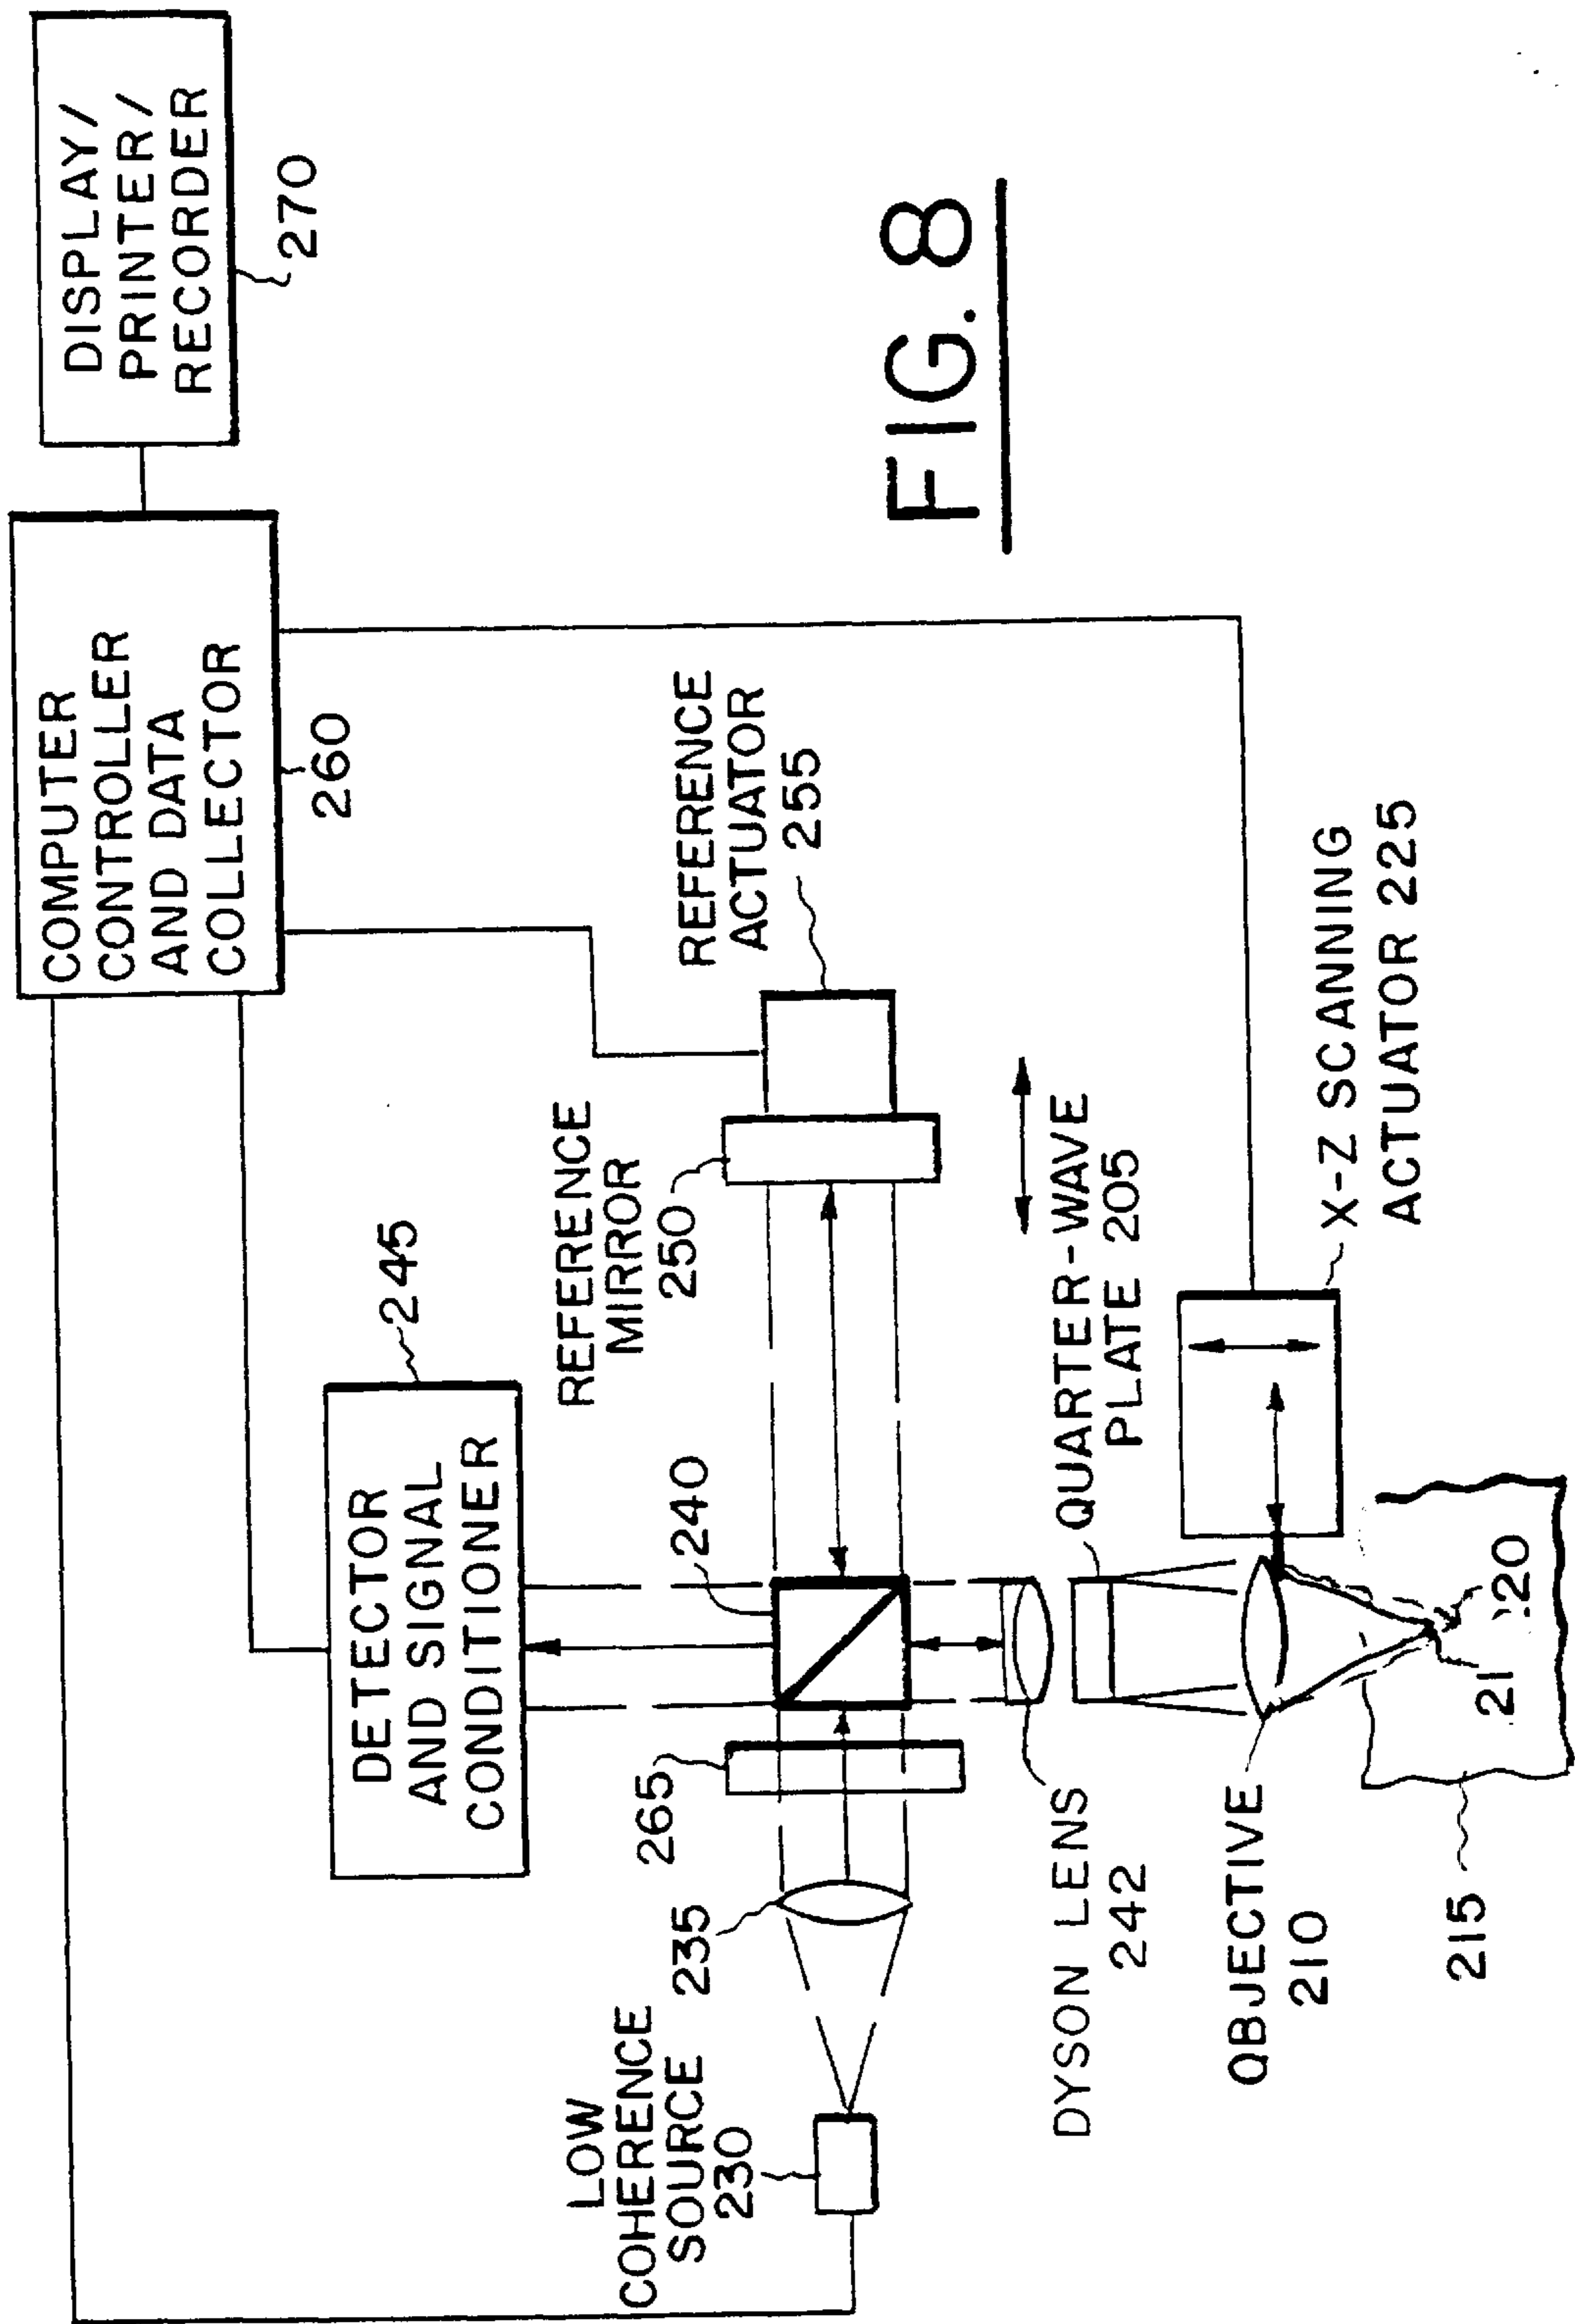 DISPLAY/
PRINTER/
RECORDER
270
COMPUTER
CONTROLLER
AND DATA
COLLECTOR
260
DETECTOR
AND SIGNAL
CONDITIONER
245
REFERENCE
MIRROR
250
REFERENCE
ACTUATOR
255
240
265
235
LOW
COHERENCE
SOURCE
230
DYSON LENS
242
QUARTER-WAVE
PLATE 205
X-Z SCANNING
ACTUATOR 225
OBJECTIVE
210
215
21
20
FIG. 8